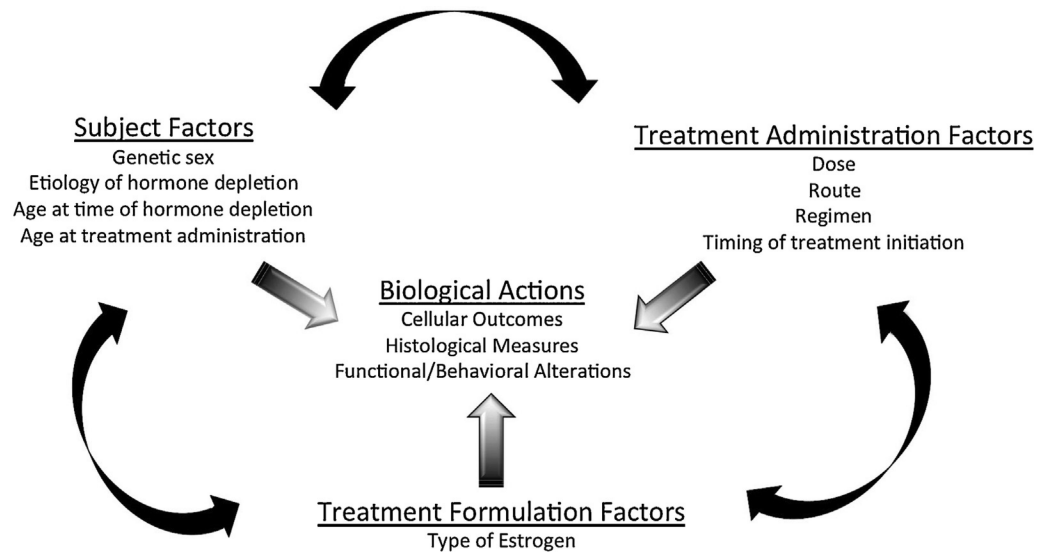 Subject Factors
Genetic sex
Etiology of hormone depletion
Age at time of hormone depletion
Age at treatment administration
Treatment Administration Factors
Dose
Route
Regimen
Timing of treatment initiation
Biological Actions
Cellular Outcomes
Histological Measures
Functional/Behavioral Alterations
Treatment Formulation Factors
Type of Estrogen